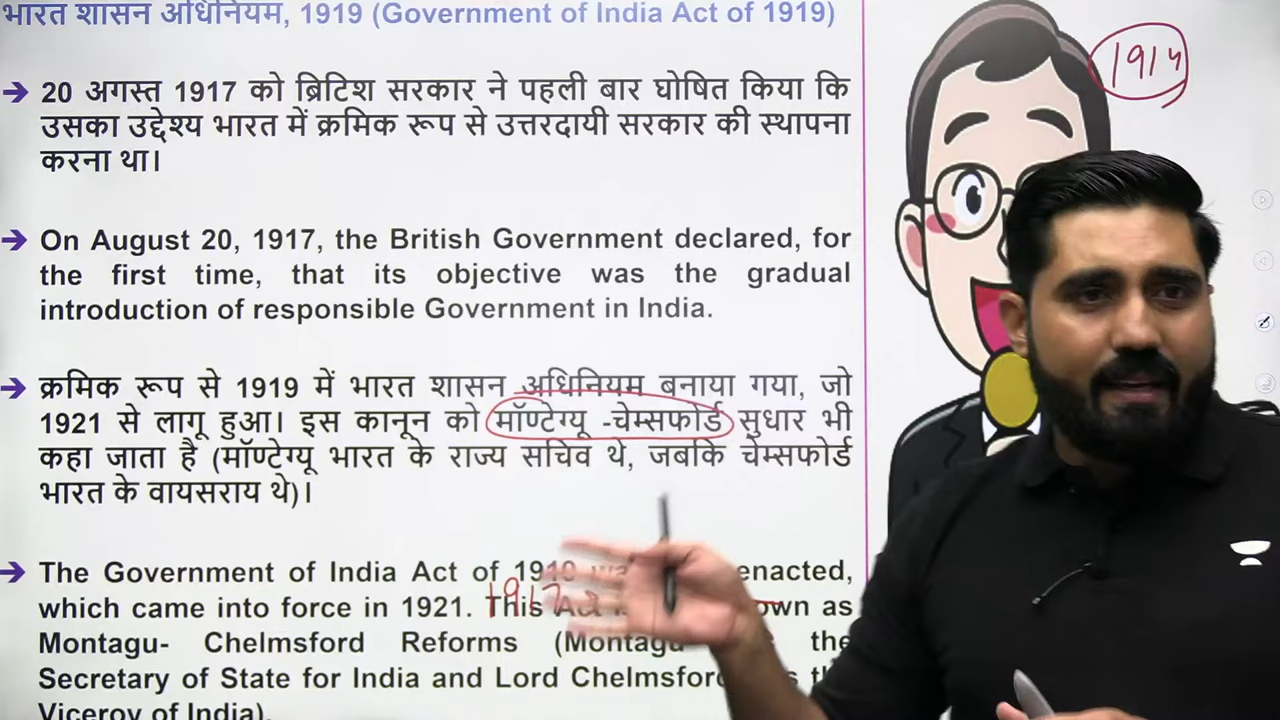 भारत शासन अधिनियम, 1919 (Government of India Act of 1919)
1914
→ 20 अगस्त 1917 को ब्रिटिश सरकार ने पहली बार घोषित किया कि
उसका उद्देश्य भारत में क्रमिक रूप से उत्तरदायी सरकार की स्थापना
करना था।
→ On August 20, 1917, the British Government declared, for
the first time, that its objective was the gradual
introduction of responsible Government in India.
→ क्रमिक रूप से 1919 में भारत शासन अधिनियम बनाया गया, जो
1921 से लागू हुआ। इस कानून को मॉण्टेग्यू -चेम्सफोर्ड सुधार भी
कहा जाता है (मॉण्टेग्यू भारत के राज्य सचिव थे, जबकि चेम्सफोर्ड
भारत के वायसराय थे)।
→ The Government of India Act of 1919 enacted,
which came into force in 1921. This Act as
1917
Montagu- Chelmsford Reforms (Montagu the
Secretary of State for India and Lord Chelmsford
Viceroy of India).